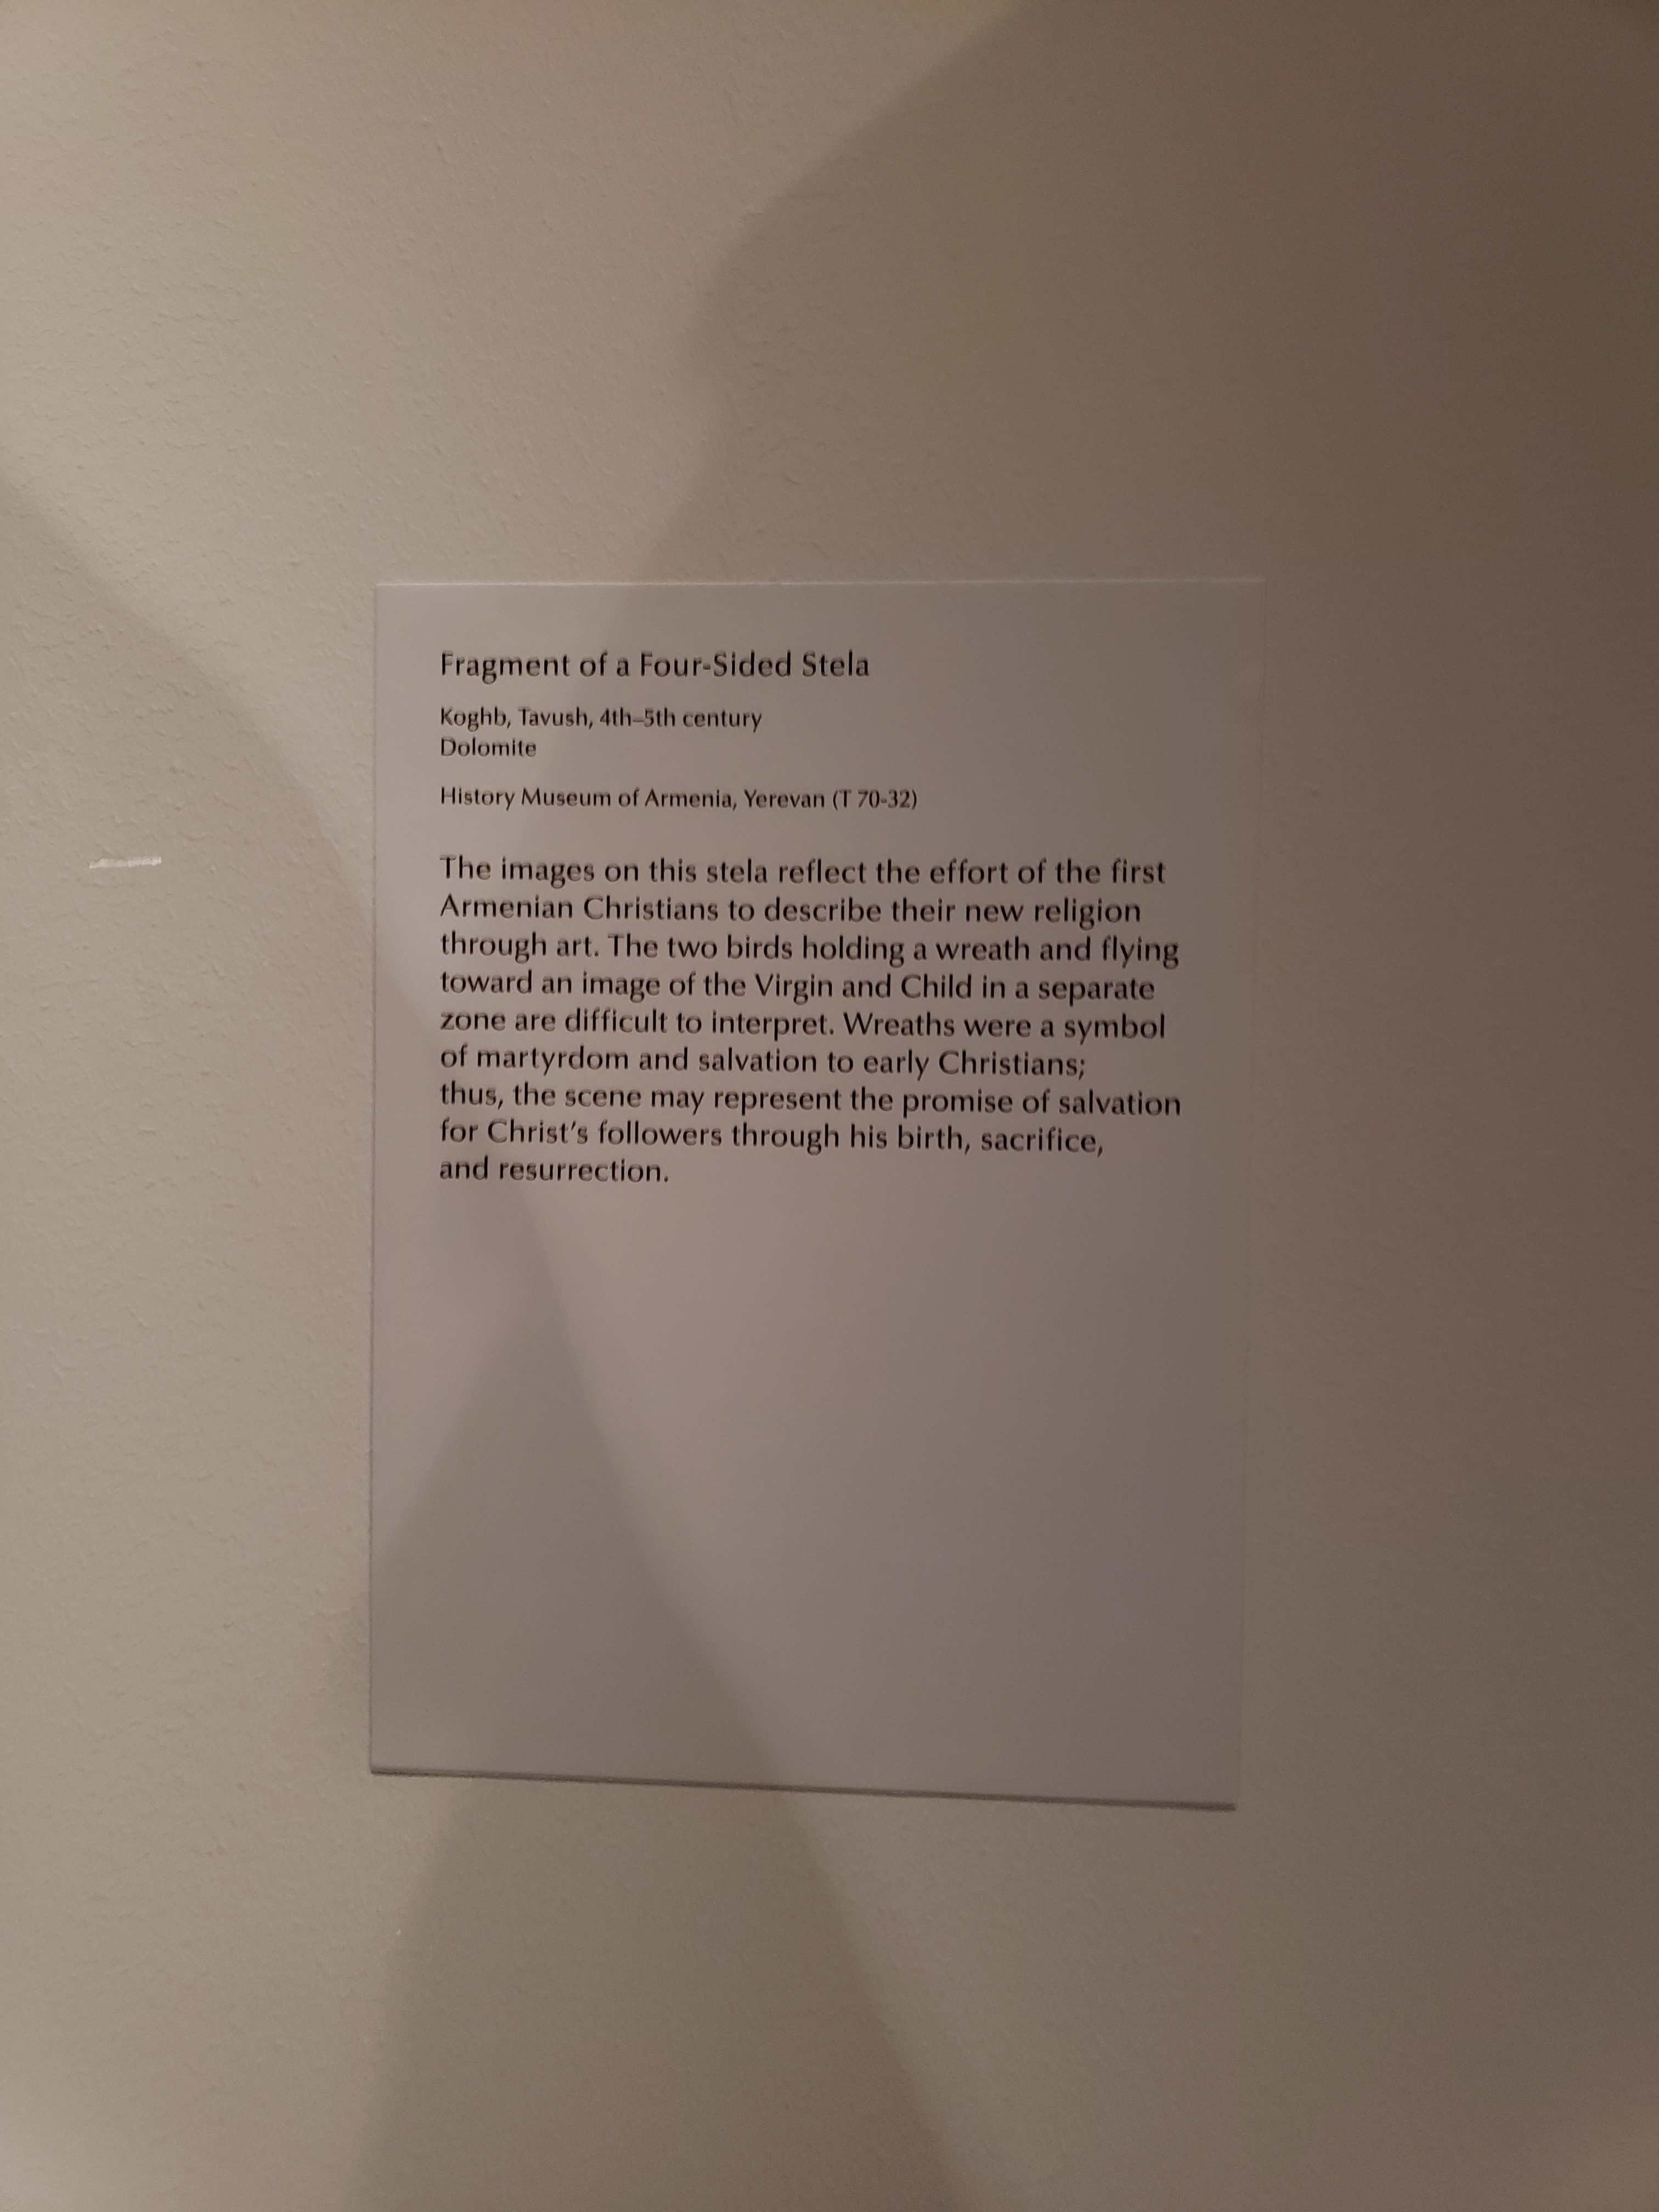 Fragment of a Four-Sided Stela
Koghb, Tavush, 4th–5th century
Dolomite
History Museum of Armenia, Yerevan (T 70-32)
The images on this stela reflect the effort of the first
Armenian Christians to describe their new religion
through art. The two birds holding a wreath and flying
toward an image of the Virgin and Child in a separate
zone are difficult to interpret. Wreaths were a symbol
of martyrdom and salvation to early Christians;
thus, the scene may represent the promise of salvation
for Christ’s followers through his birth, sacrifice,
and resurrection.